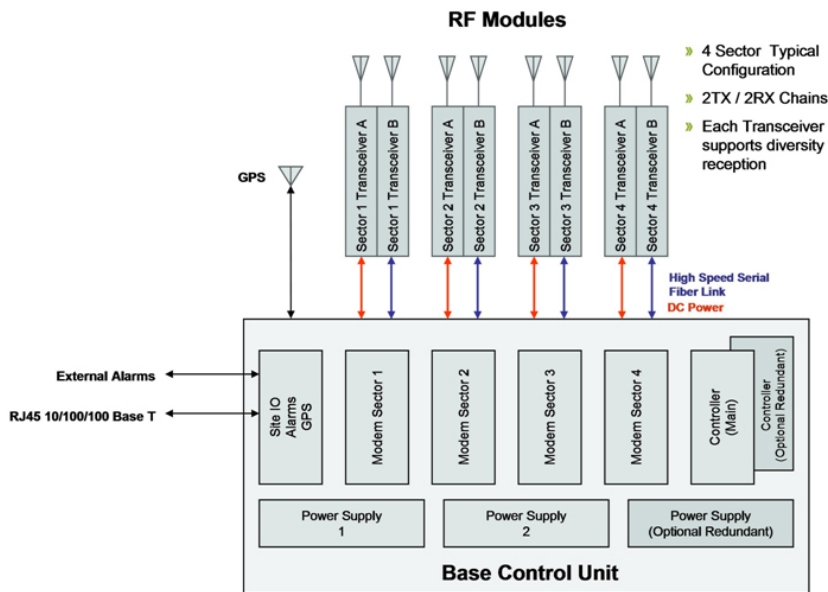 RF Modules
» 4 Sector Typical
Configuration
» 2TX / 2RX Chains
» Each Transceiver
supports diversity
reception
GPS
Sector 1 Transceiver A
Sector 1 Transceiver B
Sector 2 Transceiver A
Sector 2 Transceiver B
Sector 3 Transceiver A
Sector 3 Transceiver B
Sector 4 Transceiver A
Sector 4 Transceiver B
High Speed Serial
Fiber Link
DC Power
External Alarms
RJ45 10/100/100 Base T
Site IO
Alarms
GPS
Modem Sector 1
Modem Sector 2
Modem Sector 3
Modem Sector 4
Controller
(Main)
Controller
(Optional Redundant)
Power Supply
1
Power Supply
2
Power Supply
(Optional Redundant)
Base Control Unit